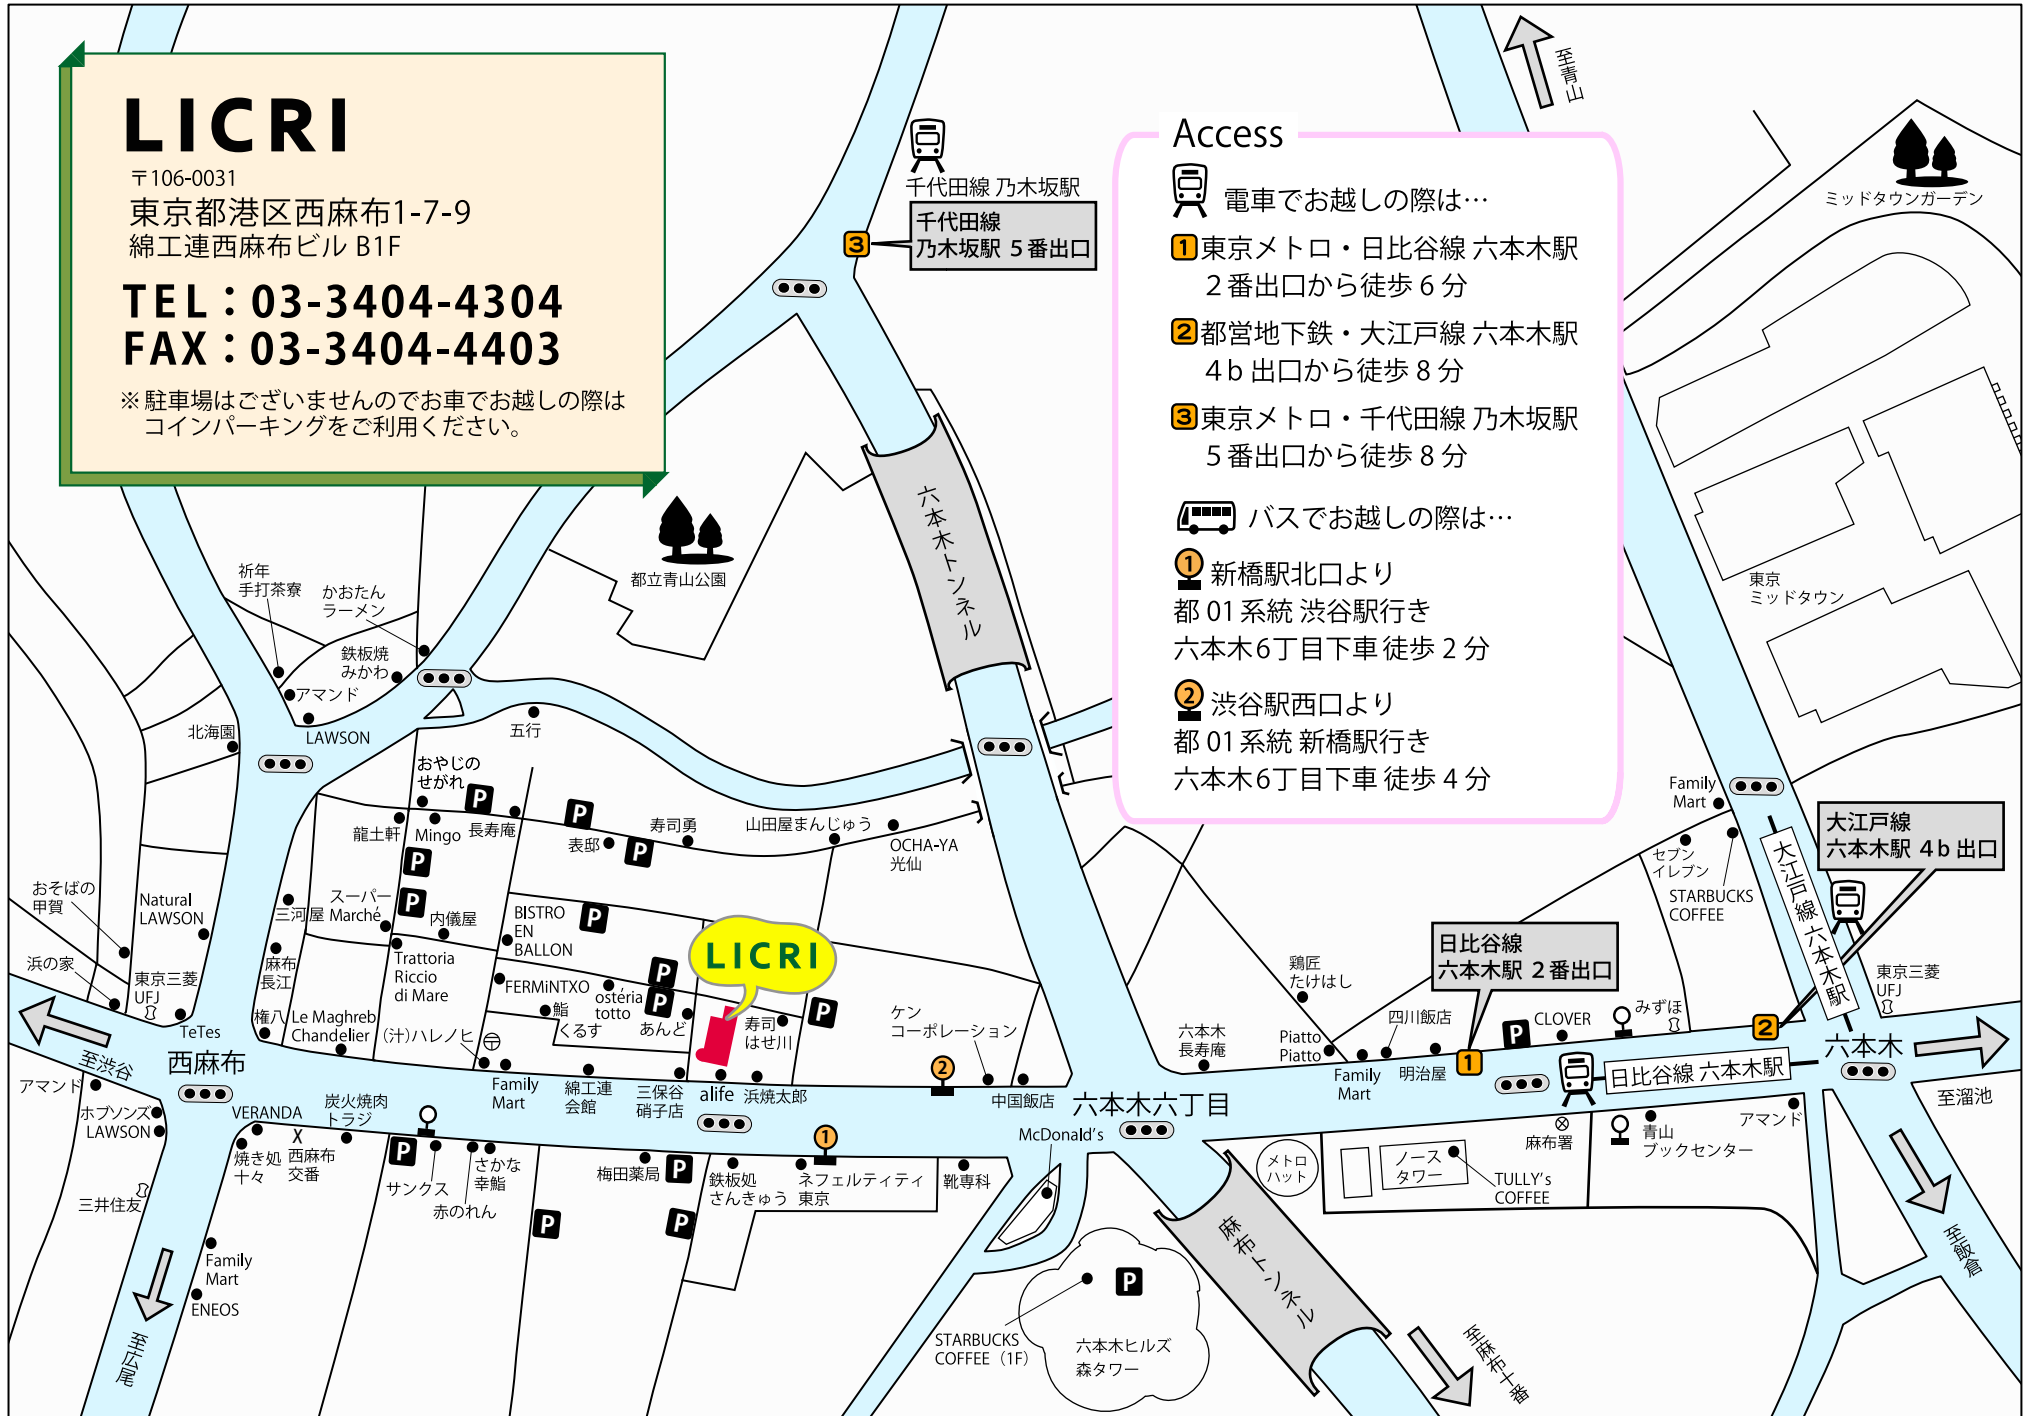 LICRI
〒106-0031
東京都港区西麻布1-7-9
綿工連西麻布ビル B1F
TEL：03-3404-4304
FAX：03-3404-4403
※駐車場はございませんのでお車でお越しの際は
コインパーキングをご利用ください。
Access
電車でお越しの際は…
1 東京メトロ・日比谷線 六本木駅
2番出口から徒歩 6 分
2 都営地下鉄・大江戸線 六本木駅
4b 出口から徒歩 8 分
3 東京メトロ・千代田線 乃木坂駅
5番出口から徒歩 8 分
バスでお越しの際は…
1 新橋駅北口より
都 01 系統 渋谷駅行き
六本木6丁目下車 徒歩 2 分
2 渋谷駅西口より
都 01 系統 新橋駅行き
六本木6丁目下車 徒歩 4 分
至青山
ミッドタウンガーデン
千代田線 乃木坂駅
3
千代田線
乃木坂駅 5番出口
六本木トンネル
都立青山公園
東京
ミッドタウン
祈年
手打茶寮
かおたん
ラーメン
鉄板焼
みかわ
アマンド
LAWSON
北海園
五行
おやじの
せがれ
P
P
龍土軒
Mingo
長寿庵
表邸
P
寿司勇
山田屋まんじゅう
OCHA-YA
光仙
P
P
Family
Mart
セブン
イレブン
STARBUCKS
COFFEE
大江戸線 六本木駅
大江戸線
六本木駅 4b 出口
おそばの
甲賀
Natural
LAWSON
三河屋
スーパー
Marché
内儀屋
BISTRO
EN
BALLON
P
LICRI
浜の家
東京三菱
UFJ
麻布
長江
Trattoria
Riccio
di Mare
FERMiNTXO
鮨
くるす
ostéria
totto
P
P
あんど
寿司
はせ川
P
ケン
コーポレーション
日比谷線
六本木駅 2番出口
鶏匠
たけはし
六本木
長寿庵
Piatto
Piatto
四川飯店
Family
Mart
明治屋
1
P
CLOVER
みずほ
2
東京三菱
UFJ
日比谷線 六本木駅
六本木
至溜池
至渋谷
TeTes
西麻布
権八
Le Maghreb
Chandelier
(汁)ハレノヒ
Family
Mart
綿工連
会館
三保谷
硝子店
alife
浜焼太郎
2
中国飯店
六本木六丁目
McDonald's
アマンド
ホブソンズ
LAWSON
VERANDA
炭火焼肉
トラジ
焼き処
十々
X
西麻布
交番
P
サンクス
さかな
幸鮨
赤のれん
P
梅田薬局
P
P
鉄板処
さんきゅう
1
ネフェルティティ
東京
靴専科
メトロ
ハット
ノース
タワー
TULLY's
COFFEE
麻布署
青山
ブックセンター
アマンド
三井住友
Family
Mart
ENEOS
至広尾
STARBUCKS
COFFEE（1F）
P
六本木ヒルズ
森タワー
麻布トンネル
至麻布十番
至飯倉